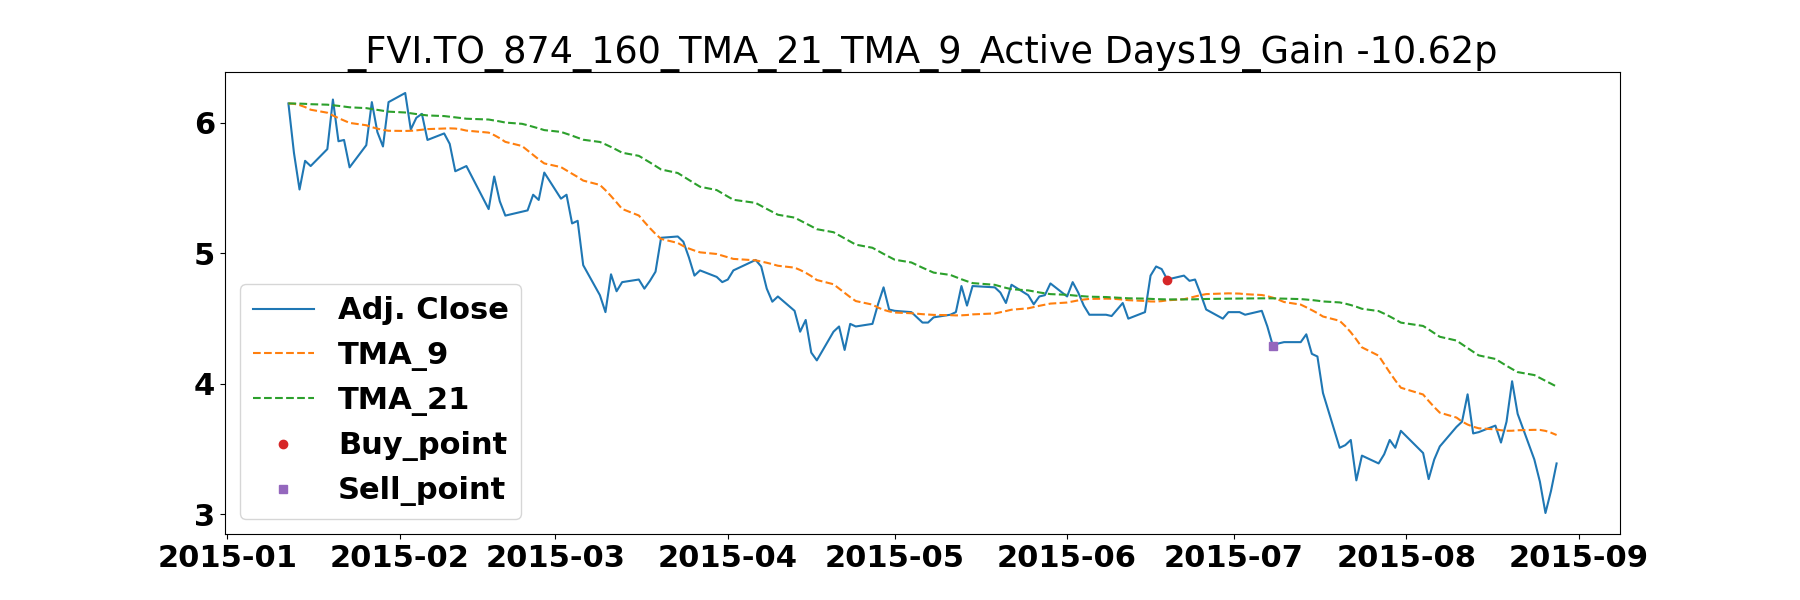 _FVI.TO_874_160_TMA_21_TMA_9_Active Days19_Gain -10.62p
6
5
4
3
Adj. Close
TMA_9
TMA_21
Buy_point
Sell_point
2015-01 2015-02 2015-03 2015-04 2015-05 2015-06 2015-07 2015-08 2015-09